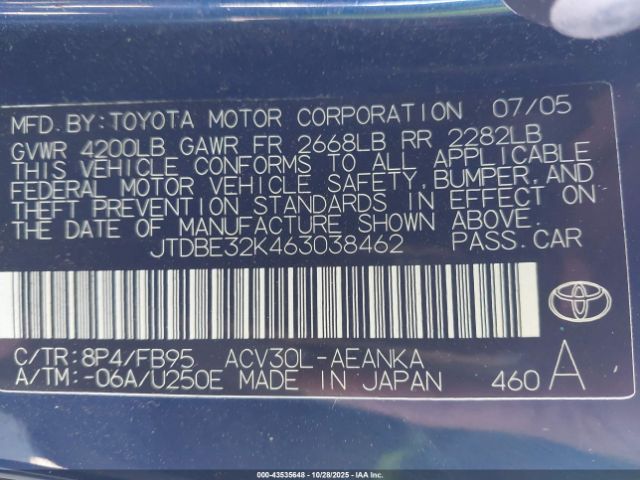 MFD. BY: TOYOTA MOTOR CORPORATION 07/05
GVWR 4200LB GAWR FR 2668LB RR 2282LB
THIS VEHICLE CONFORMS TO ALL APPLICABLE
FEDERAL MOTOR VEHICLE SAFETY, BUMPER, AND
THEFT PREVENTION STANDARDS IN EFFECT ON
THE DATE OF MANUFACTURE SHOWN ABOVE.
JTDBE32K463038462 PASS. CAR
C/TR: 8P4/FB95 ACV30L-AEANKA
A/TM: -06A/U250E MADE IN JAPAN 460 A
000-43535648 | 10/28/2025 - IAAI, Inc. - Copyright